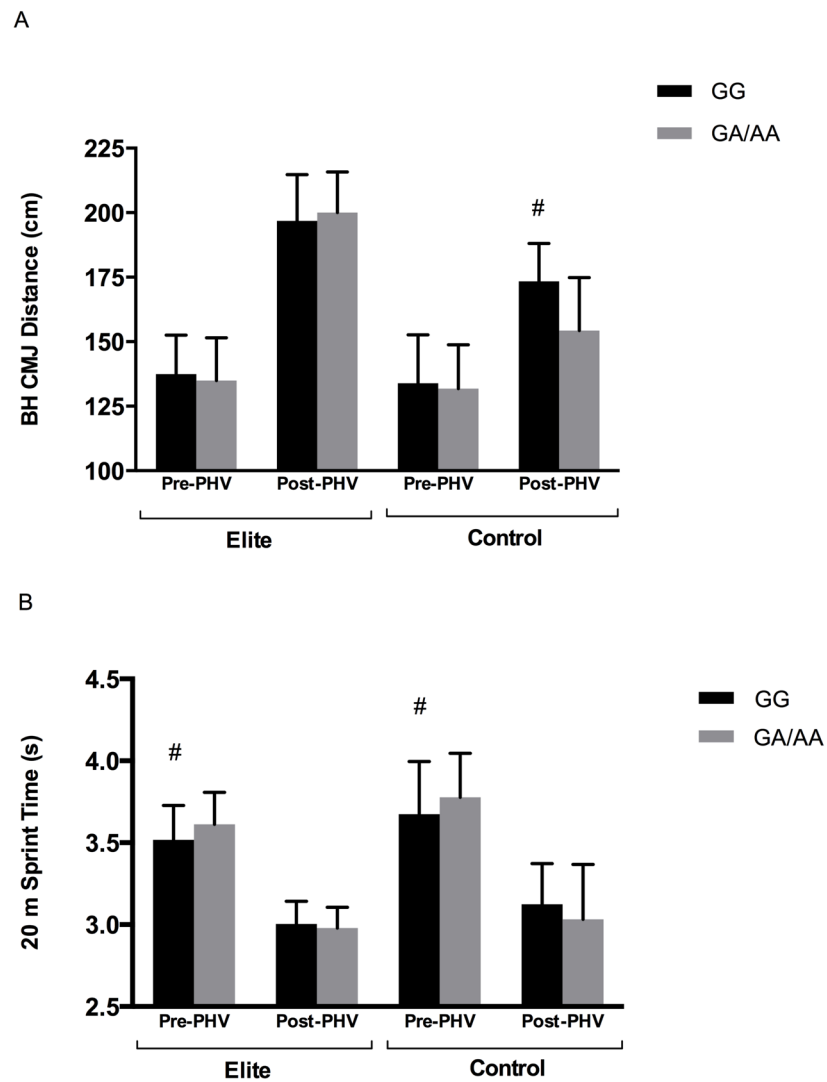 A
GG
GA/AA
BH CMJ Distance (cm)
225
200
175
150
125
100
#
Pre-PHV Post-PHV Pre-PHV Post-PHV
Elite Control
B
GG
GA/AA
20 m Sprint Time (s)
4.5
4.0
3.5
3.0
2.5
# #
Pre-PHV Post-PHV Pre-PHV Post-PHV
Elite Control